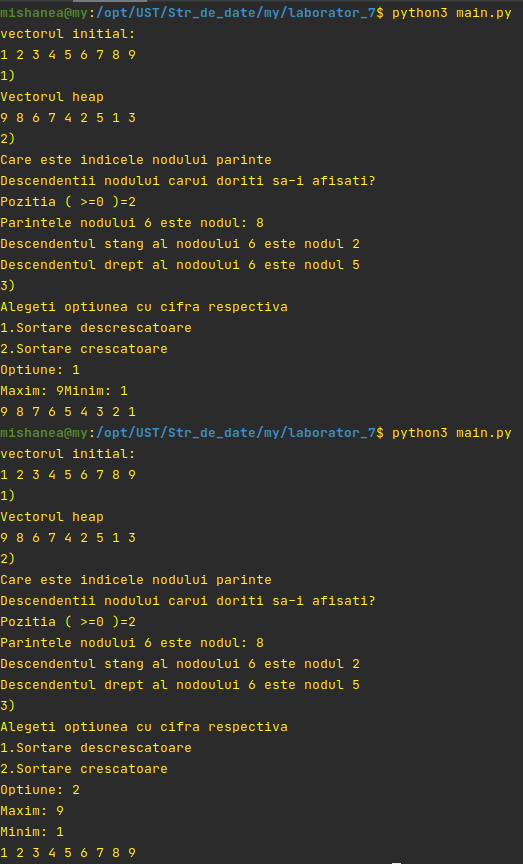 mishanea@my:/opt/UST/Str_de_date/my/laborator_7$ python3 main.py
vectorul initial:
1 2 3 4 5 6 7 8 9
1)
Vectorul heap
9 8 6 7 4 2 5 1 3
2)
Care este indicele nodului parinte
Descendentii nodului carui doriti sa-i afisati?
Pozitia ( >=0 )=2
Parintele nodului 6 este nodul: 8
Descendentul stang al nodoului 6 este nodul 2
Descendentul drept al nodoului 6 este nodul 5
3)
Alegeti optiunea cu cifra respectiva
1.Sortare descrescatoare
2.Sortare crescatoare
Optiune: 1
Maxim: 9Minim: 1
9 8 7 6 5 4 3 2 1
mishanea@my:/opt/UST/Str_de_date/my/laborator_7$ python3 main.py
vectorul initial:
1 2 3 4 5 6 7 8 9
1)
Vectorul heap
9 8 6 7 4 2 5 1 3
2)
Care este indicele nodului parinte
Descendentii nodului carui doriti sa-i afisati?
Pozitia ( >=0 )=2
Parintele nodului 6 este nodul: 8
Descendentul stang al nodoului 6 este nodul 2
Descendentul drept al nodoului 6 este nodul 5
3)
Alegeti optiunea cu cifra respectiva
1.Sortare descrescatoare
2.Sortare crescatoare
Optiune: 2
Maxim: 9
Minim: 1
1 2 3 4 5 6 7 8 9